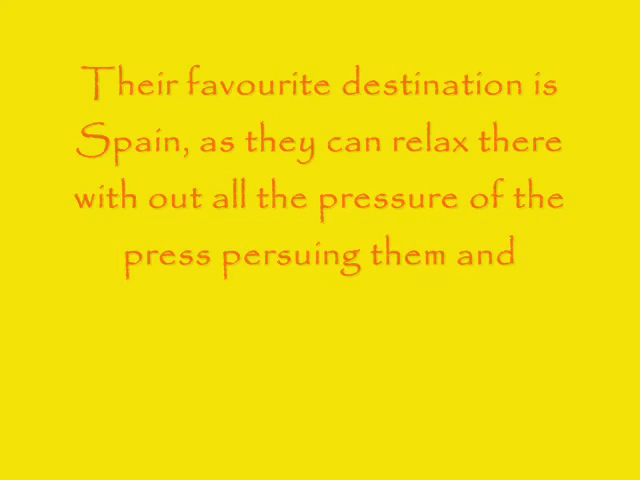 Their favourite destination is
Spain, as they can relax there
with out all the pressure of the
press persuing them and